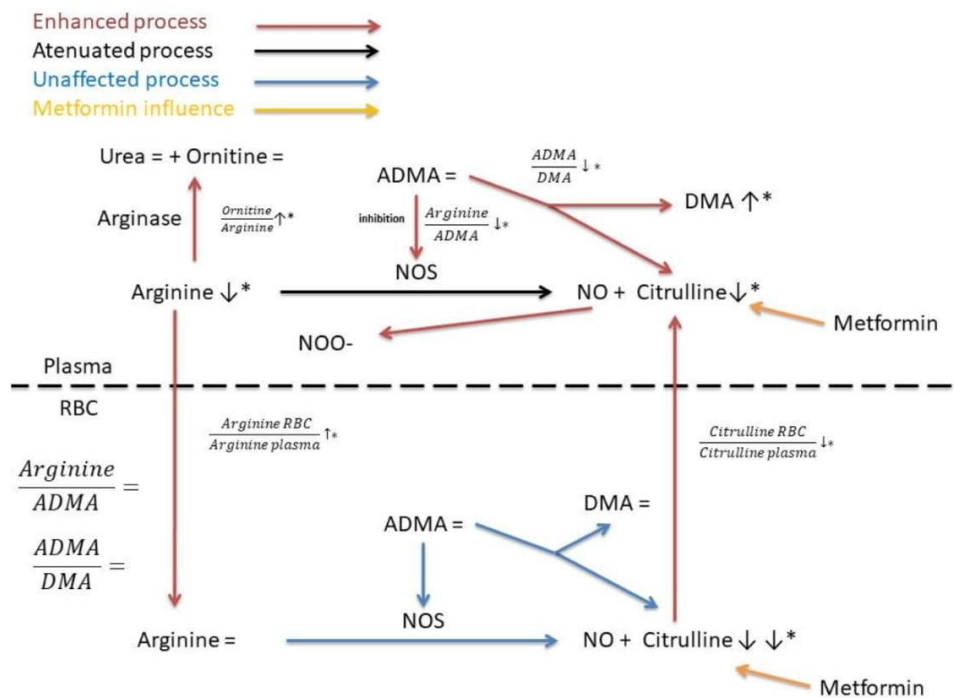 Enhanced process
Atenuated process
Unaffected process
Metformin influence
Urea = + Ornitine =
ADMA =
ADMA
DMA ↓*
DMA ↑*
Arginase
Ornitine
Arginine ↑*
inhibition
Arginine
ADMA ↓*
NOS
Arginine ↓*
NO + Citrulline ↓*
Metformin
NOO-
Plasma
RBC
Arginine RBC
Arginine plasma ↑*
Citrulline RBC
Citrulline plasma ↓*
Arginine
ADMA =
ADMA =
DMA =
ADMA
DMA =
NOS
Arginine =
NO + Citrulline ↓ ↓*
Metformin